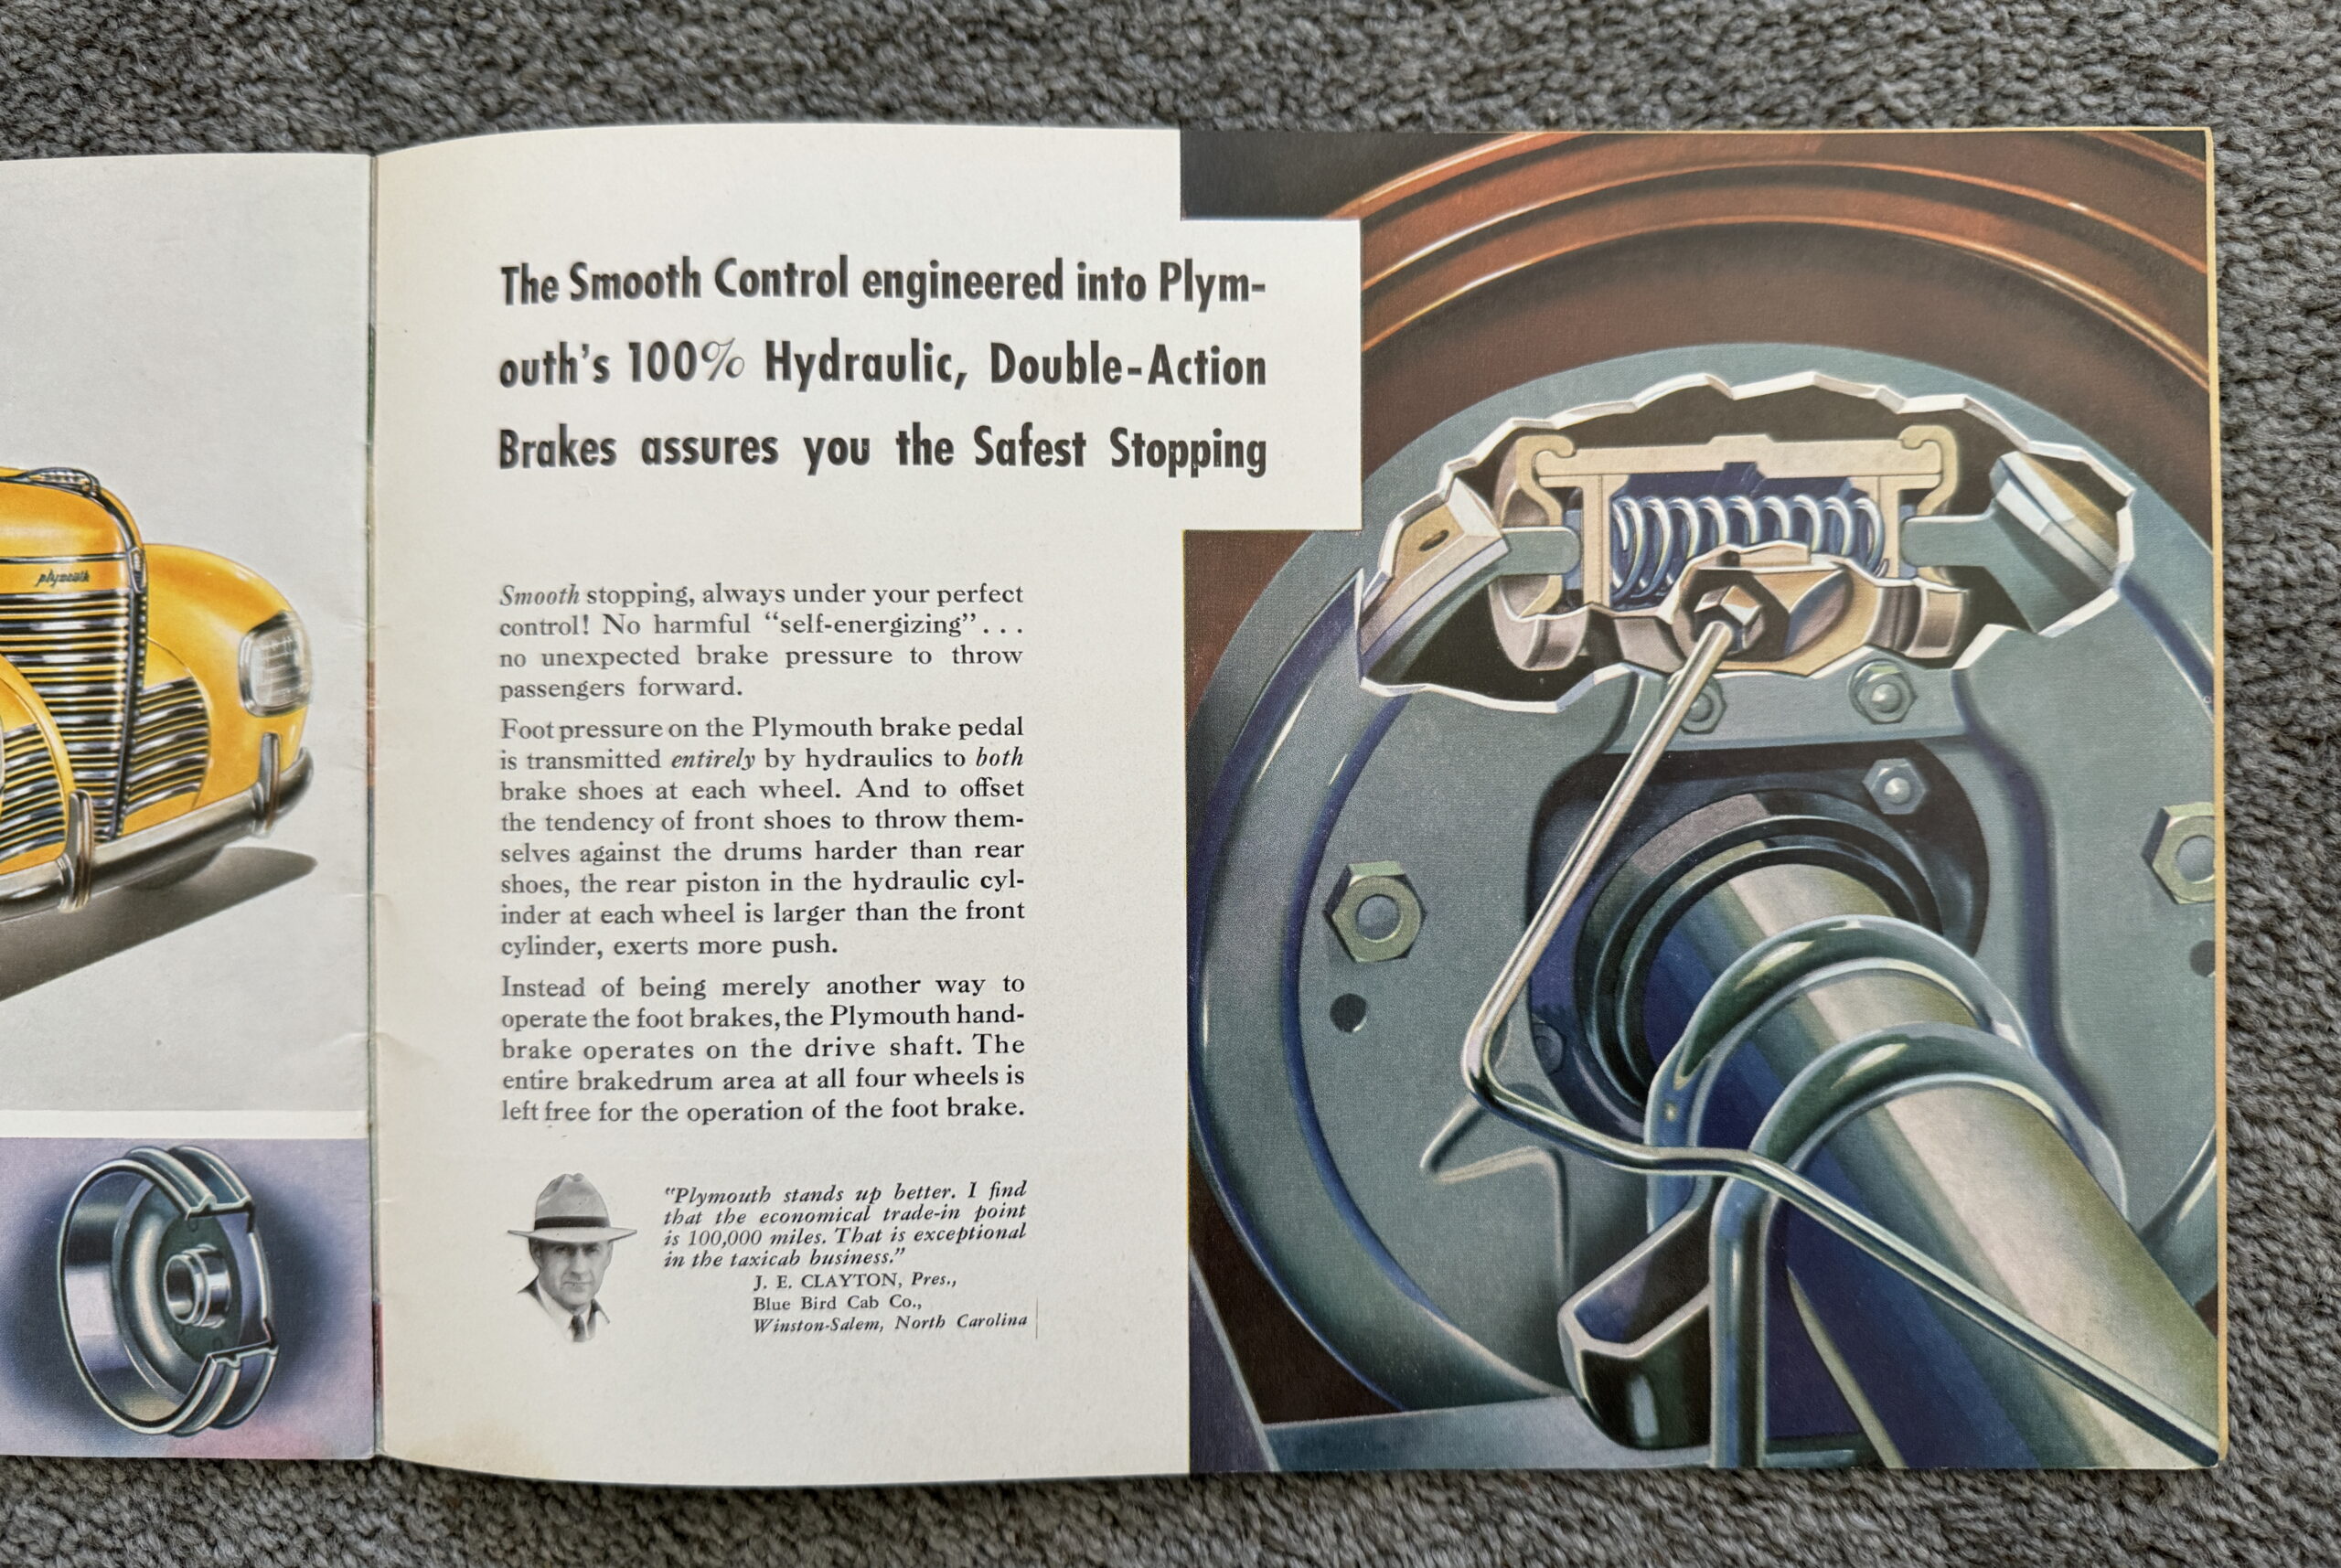 plymouth
The Smooth Control engineered into Plym-
outh's 100% Hydraulic, Double-Action
Brakes assures you the Safest Stopping
Smooth stopping, always under your perfect
control! No harmful “self-energizing” . . .
no unexpected brake pressure to throw
passengers forward.
Foot pressure on the Plymouth brake pedal
is transmitted entirely by hydraulics to both
brake shoes at each wheel. And to offset
the tendency of front shoes to throw them-
selves against the drums harder than rear
shoes, the rear piston in the hydraulic cyl-
inder at each wheel is larger than the front
cylinder, exerts more push.
Instead of being merely another way to
operate the foot brakes, the Plymouth hand-
brake operates on the drive shaft. The
entire brakedrum area at all four wheels is
left free for the operation of the foot brake.
“Plymouth stands up better. I find
that the economical trade-in point
is 100,000 miles. That is exceptional
in the taxicab business.”
J. E. CLAYTON, Pres.,
Blue Bird Cab Co.,
Winston-Salem, North Carolina